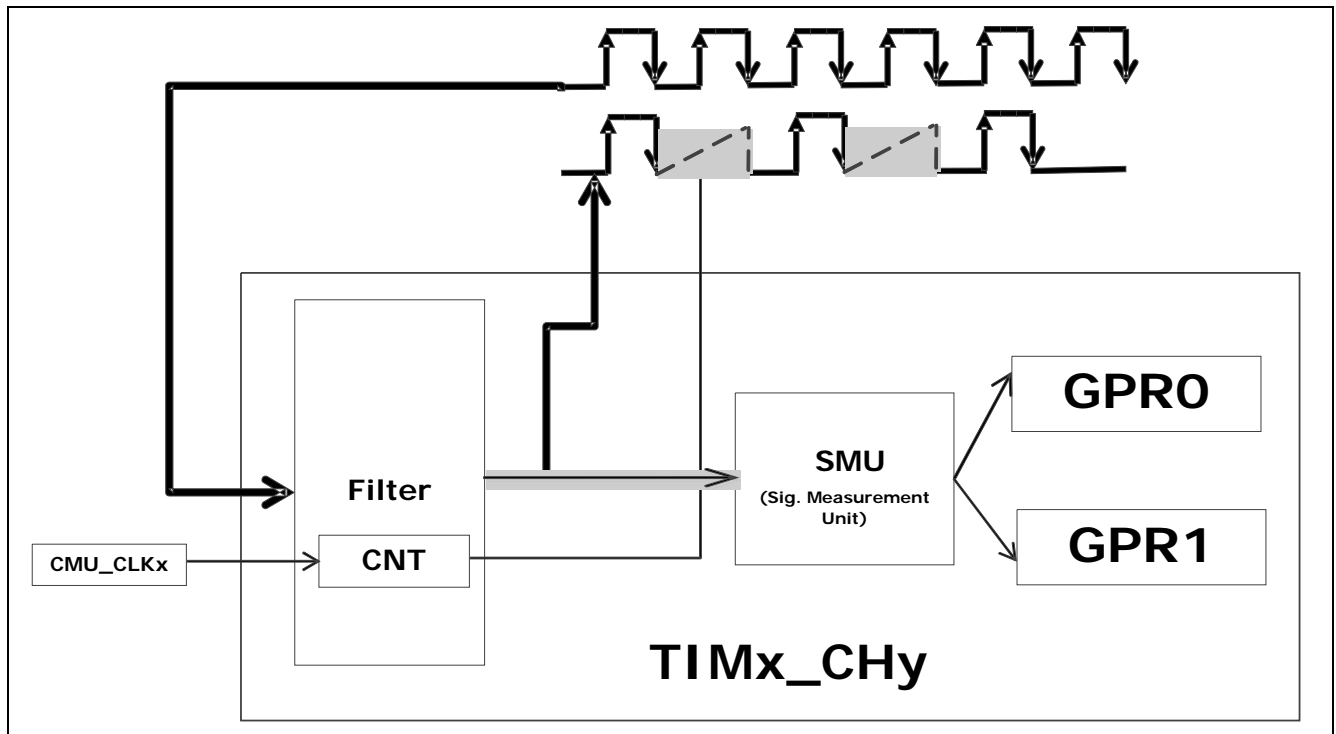 GPR0
SMU
(Sig. Measurement
Unit)
Filter
GPR1
CNT
CMU_CLKx
TIMx_CHy